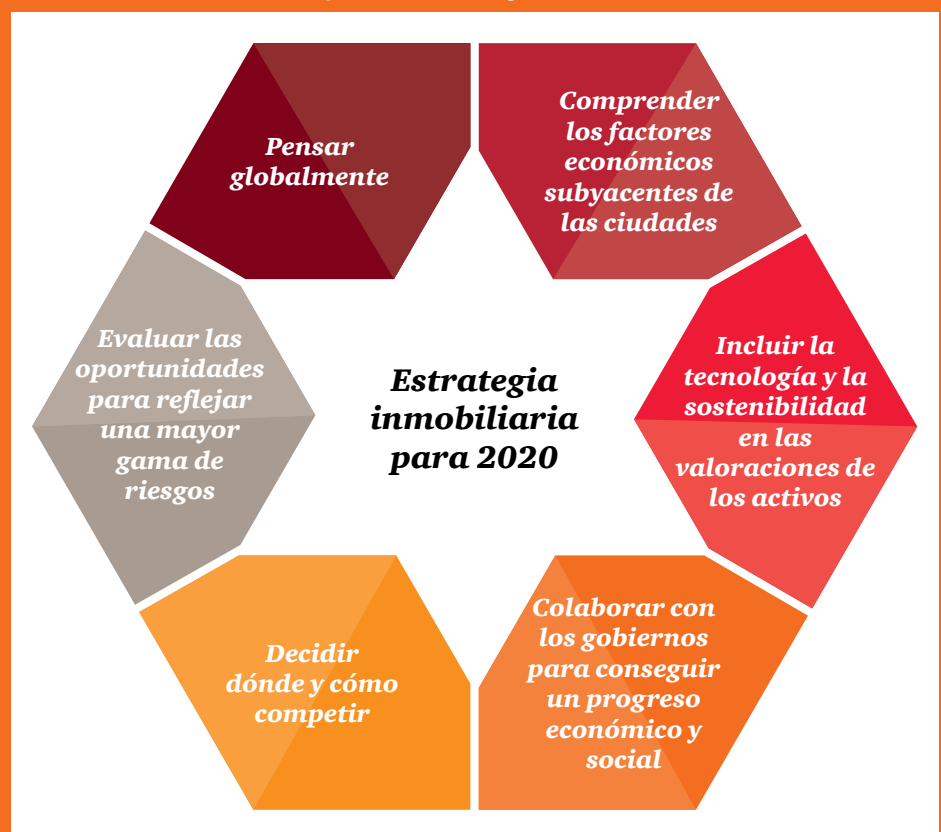 Pensar
globalmente
Comprender
los factores
económicos
subyacentes de
las ciudades
Incluir la
tecnología y la
sostenibilidad
en las
valoraciones de
los activos
Colaborar con
los gobiernos
para conseguir
un progreso
económico y
social
Decidir
dónde y cómo
competir
Evaluar las
oportunidades
para reflejar
una mayor
gama de
riesgos
Estrategia
inmobiliaria
para 2020